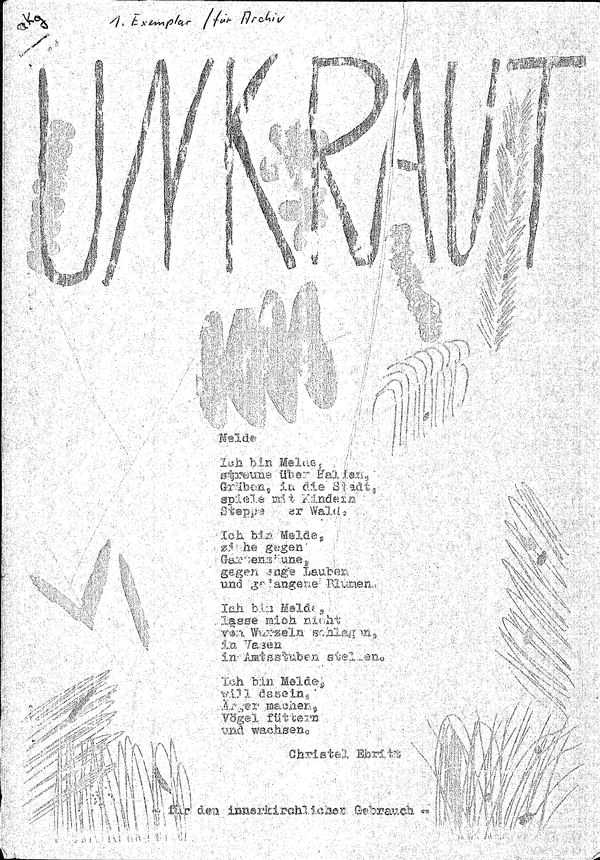 akg
1. Exemplar / für Archiv
UNKRAUT
Melde
Ich bin Melde,
streune über Halden,
Gräben, in die Stadt,
spiele mit Kindern
Steppe er Wald.
Ich bin Melde,
ziehe gegen
Gartenzäune,
gegen enge Lauben
und gefangene Blumen.
Ich bin Melde,
lasse mich nicht
von Wurzeln schlagen,
in Vasen
in Amtsstuben stellen.
Ich bin Melde,
will dasein,
Ärger machen,
Vögel füttern
und wachsen.
Christel Ebritz
- für den innerkirchlichen Gebrauch -